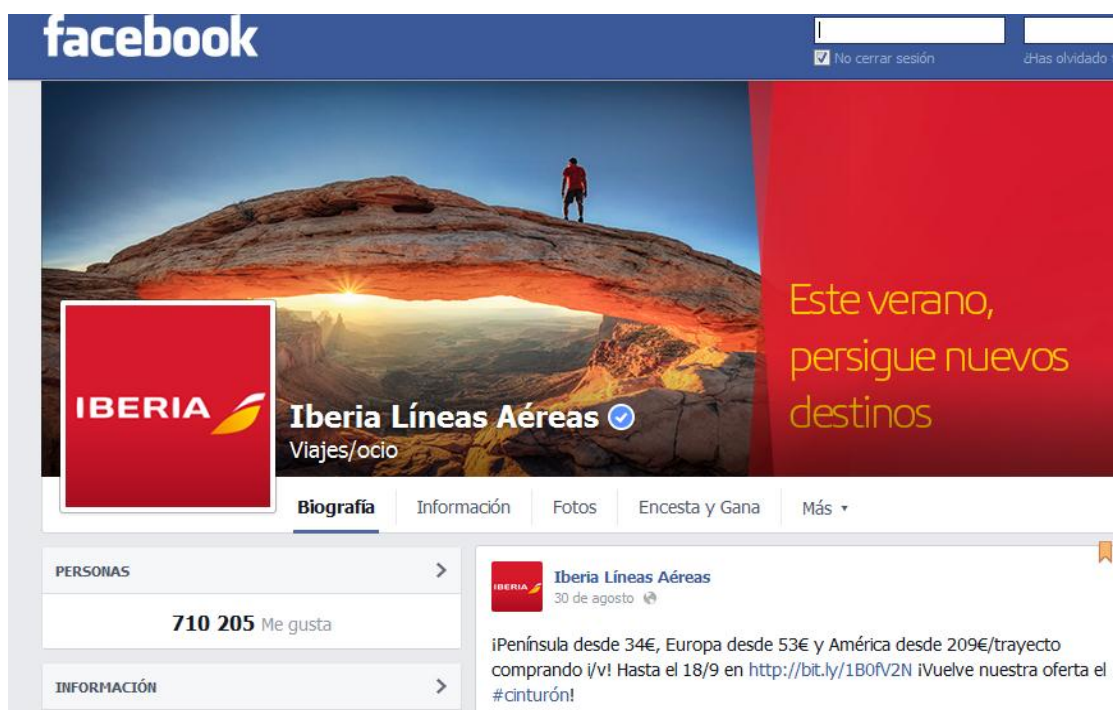 facebook
No cerrar sesión
¿Has olvidado
Este verano,
persigue nuevos
destinos
IBERIA
Iberia Líneas Aéreas
Viajes/ocio
Biografía Información Fotos Encesta y Gana Más
PERSONAS
710 205 Me gusta
INFORMACIÓN
IBERIA
Iberia Líneas Aéreas
30 de agosto
¡Península desde 34€, Europa desde 53€ y América desde 209€/trayecto
comprando i/v! Hasta el 18/9 en http://bit.ly/1B0fV2N ¡Vuelve nuestra oferta el
#cinturón!